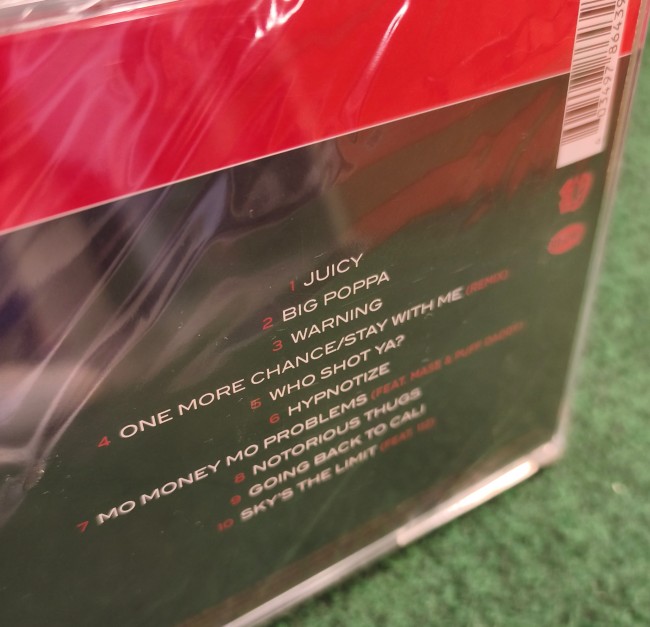 03497 86439
1 JUICY
2 BIG POPPA
3 WARNING
4 ONE MORE CHANCE/STAY WITH ME (REMIX)
5 WHO SHOT YA?
6 HYPNOTIZE
7 MO MONEY MO PROBLEMS (FEAT. MASE & PUFF DADDY)
8 NOTORIOUS THUGS
9 GOING BACK TO CALI
10 SKY'S THE LIMIT (FEAT. 112)